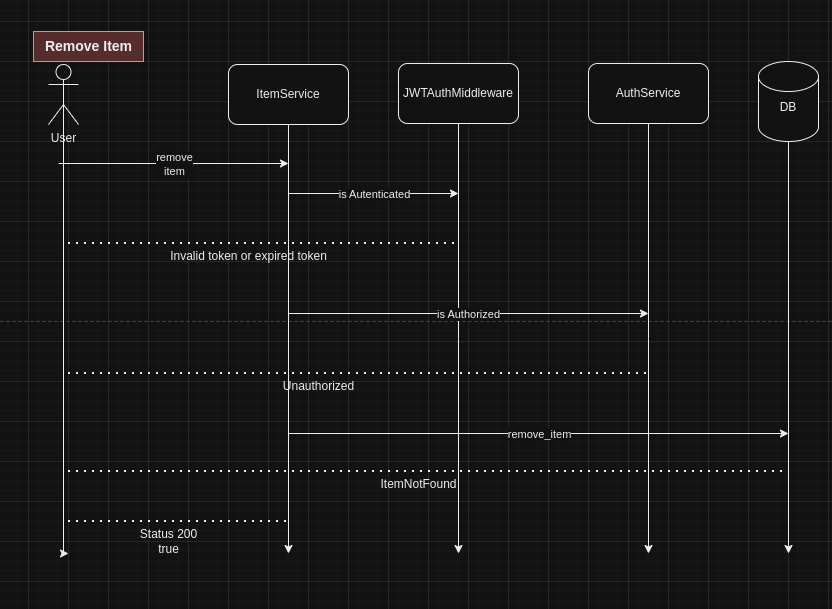 Remove Item
ItemService
JWTAuthMiddleware
AuthService
DB
User
remove
item
is Autenticated
Invalid token or expired token
is Authorized
Unauthorized
remove_item
ItemNotFound
Status 200
true